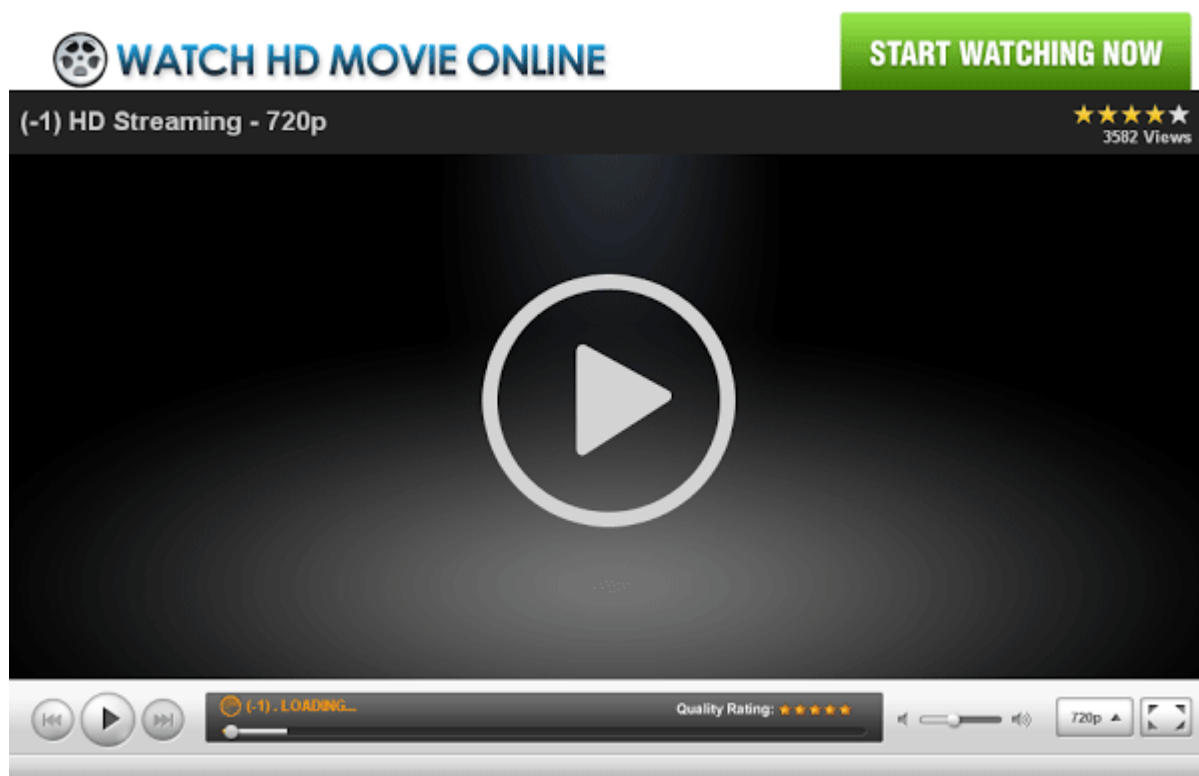 WATCH HD MOVIE ONLINE
START WATCHING NOW
(-1) HD Streaming - 720p
3582 Views
(-1) . LOADING...
Quality Rating:
720p